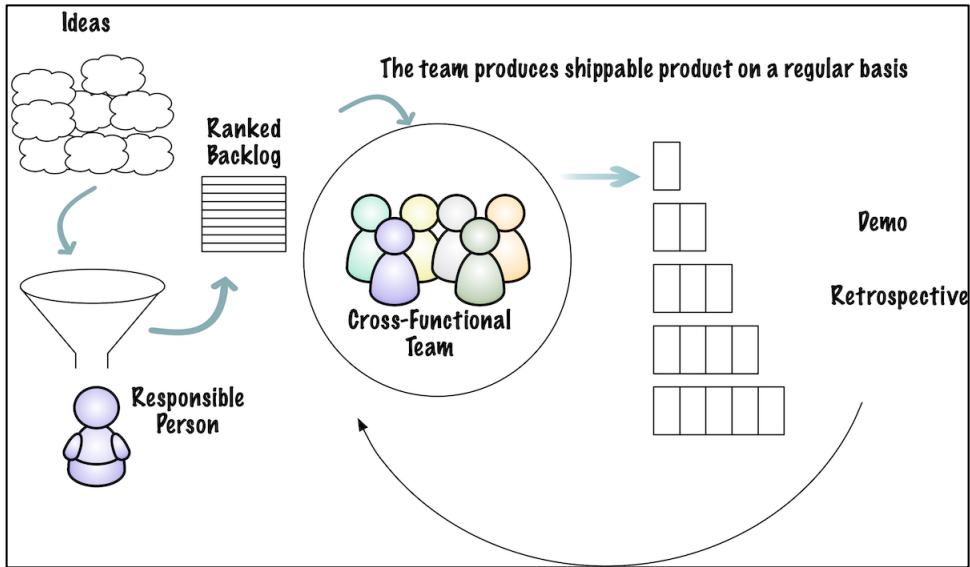 Ideas
The team produces shippable product on a regular basis
Ranked
Backlog
Demo
Retrospective
Cross-Functional
Team
Responsible
Person